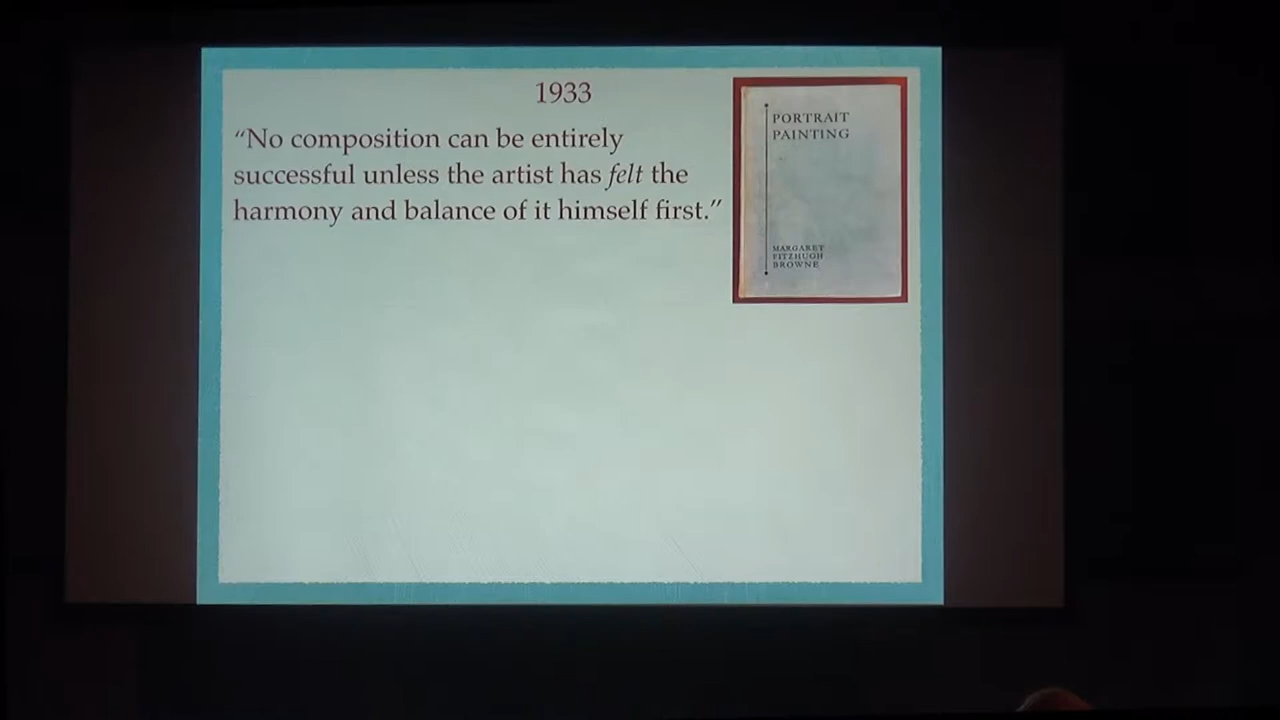 1933
“No composition can be entirely
successful unless the artist has felt the
harmony and balance of it himself first.”
PORTRAIT
PAINTING
MARGARET
FITZHUGH
BROWNE